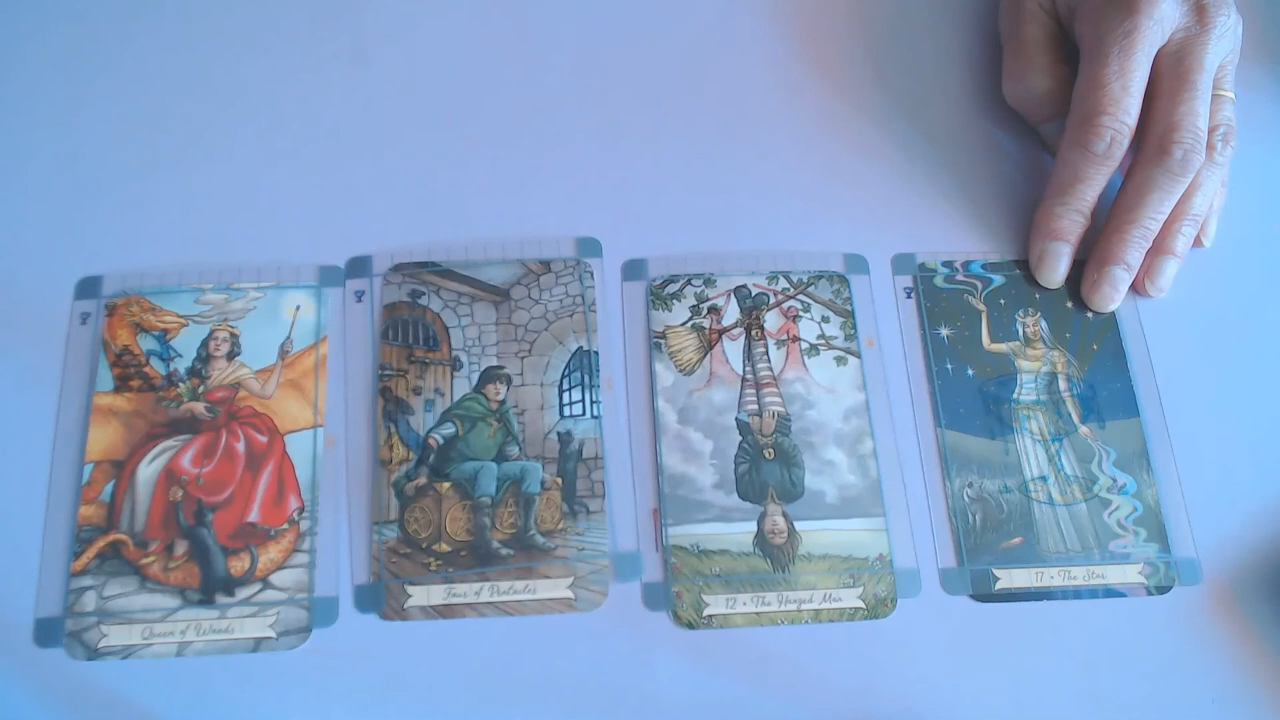 Queen of Wands
Four of Pentacles
12 • The Hanged Man
17 • The Star